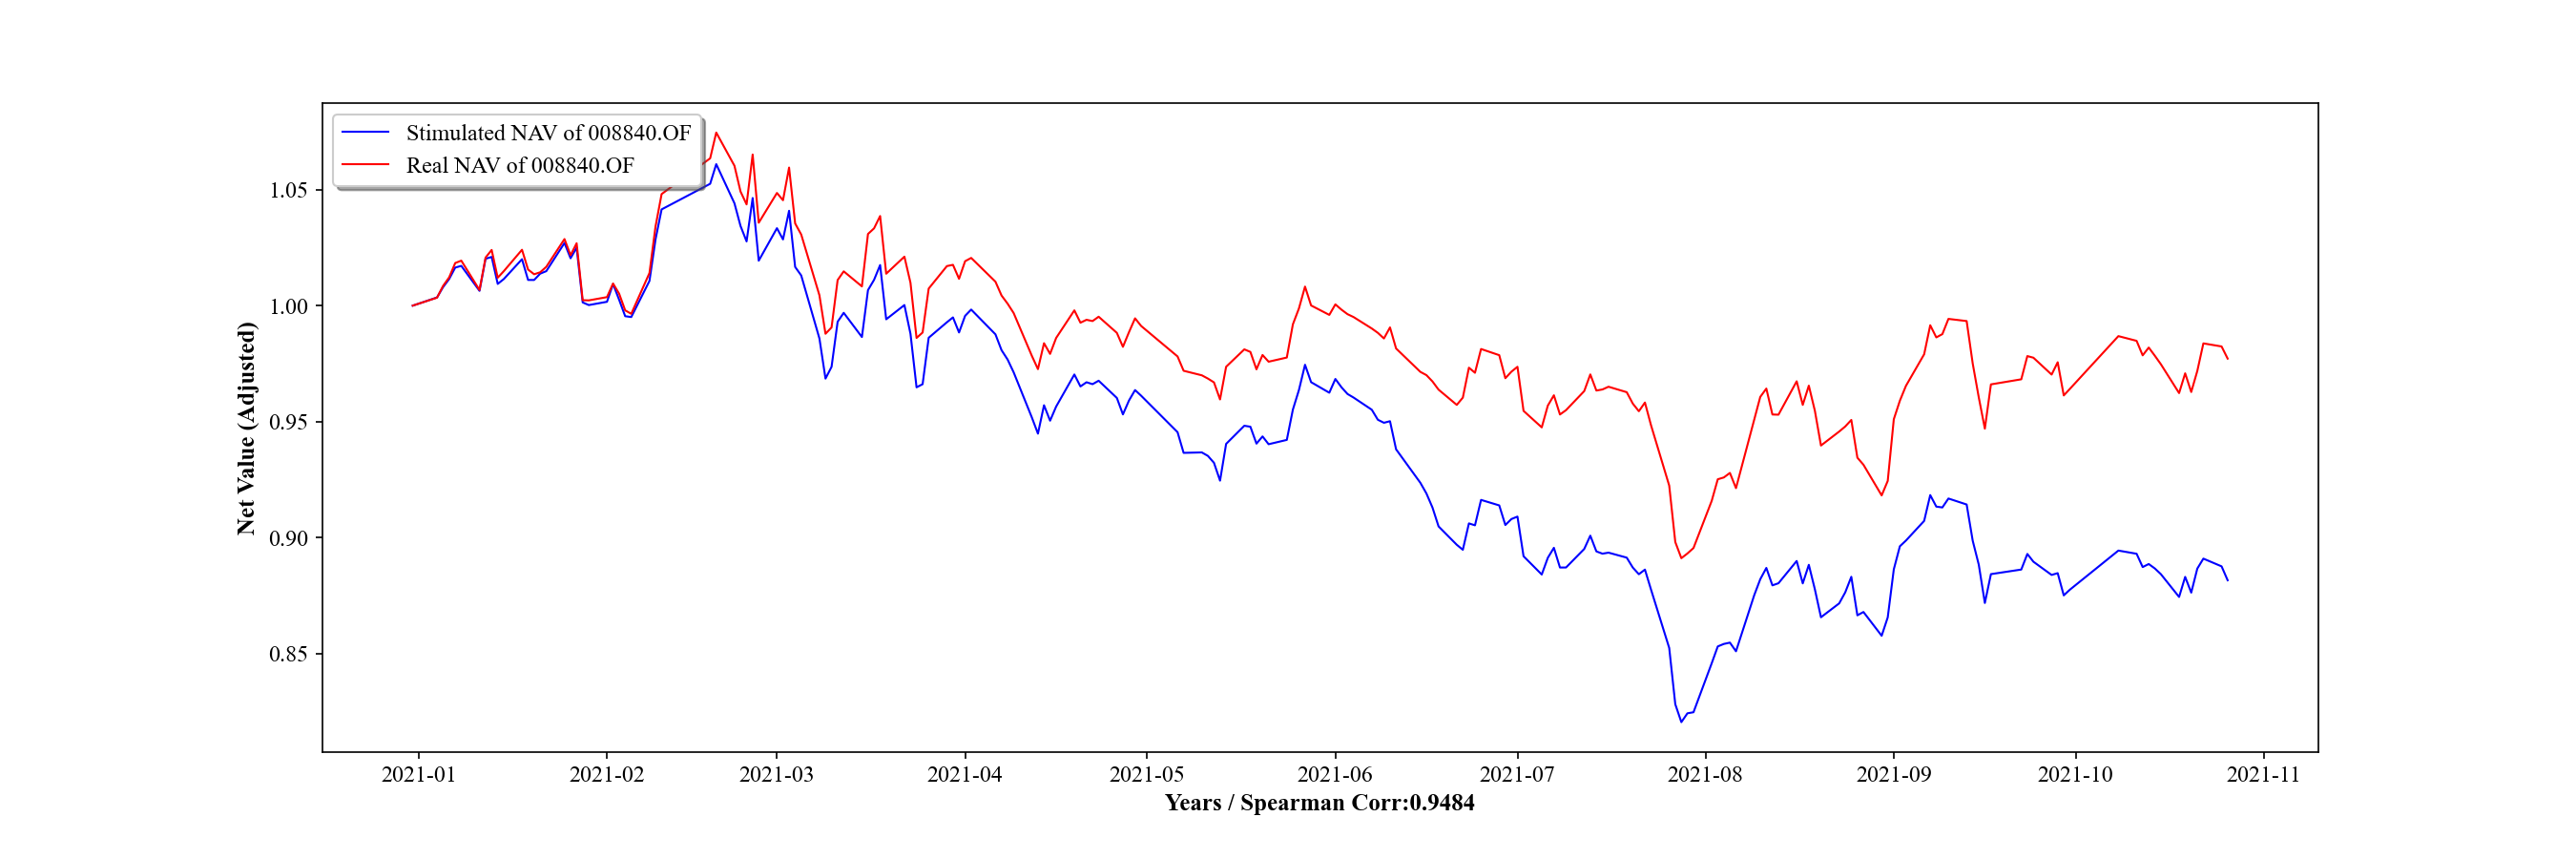 Stimulated NAV of 008840.OF
Real NAV of 008840.OF
Net Value (Adjusted)
1.05
1.00
0.95
0.90
0.85
2021-01 2021-02 2021-03 2021-04 2021-05 2021-06 2021-07 2021-08 2021-09 2021-10 2021-11
Years / Spearman Corr:0.9484